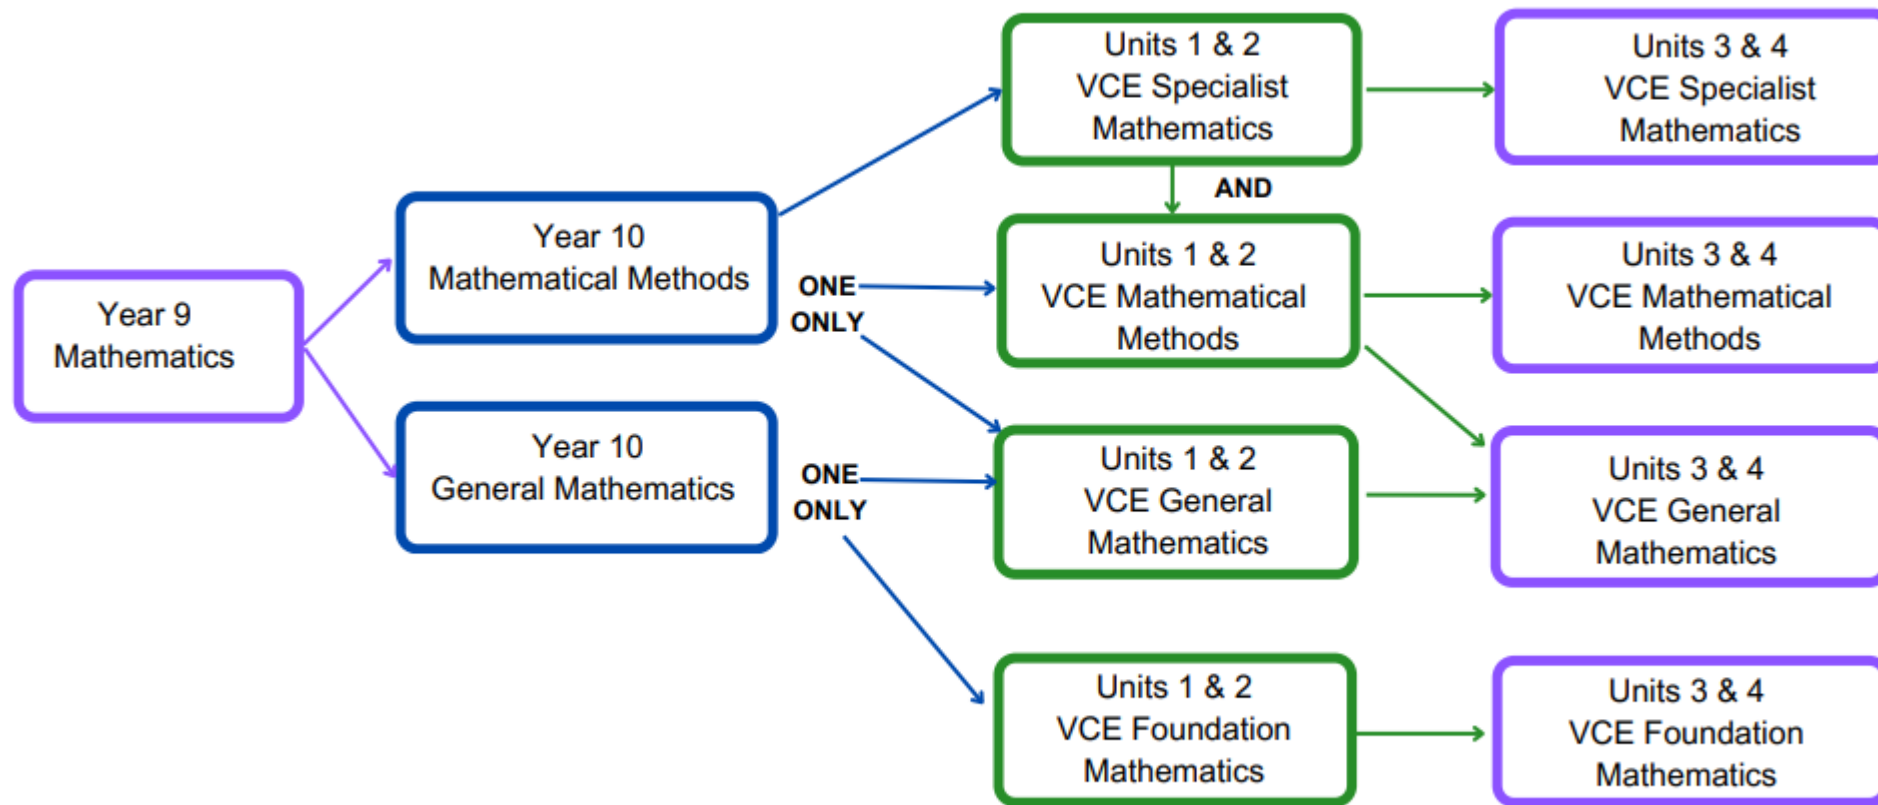 Year 9
Mathematics
Year 10
Mathematical Methods
Year 10
General Mathematics
ONE
ONLY
ONE
ONLY
Units 1 & 2
VCE Specialist
Mathematics
AND
Units 1 & 2
VCE Mathematical
Methods
Units 1 & 2
VCE General
Mathematics
Units 1 & 2
VCE Foundation
Mathematics
Units 3 & 4
VCE Specialist
Mathematics
Units 3 & 4
VCE Mathematical
Methods
Units 3 & 4
VCE General
Mathematics
Units 3 & 4
VCE Foundation
Mathematics